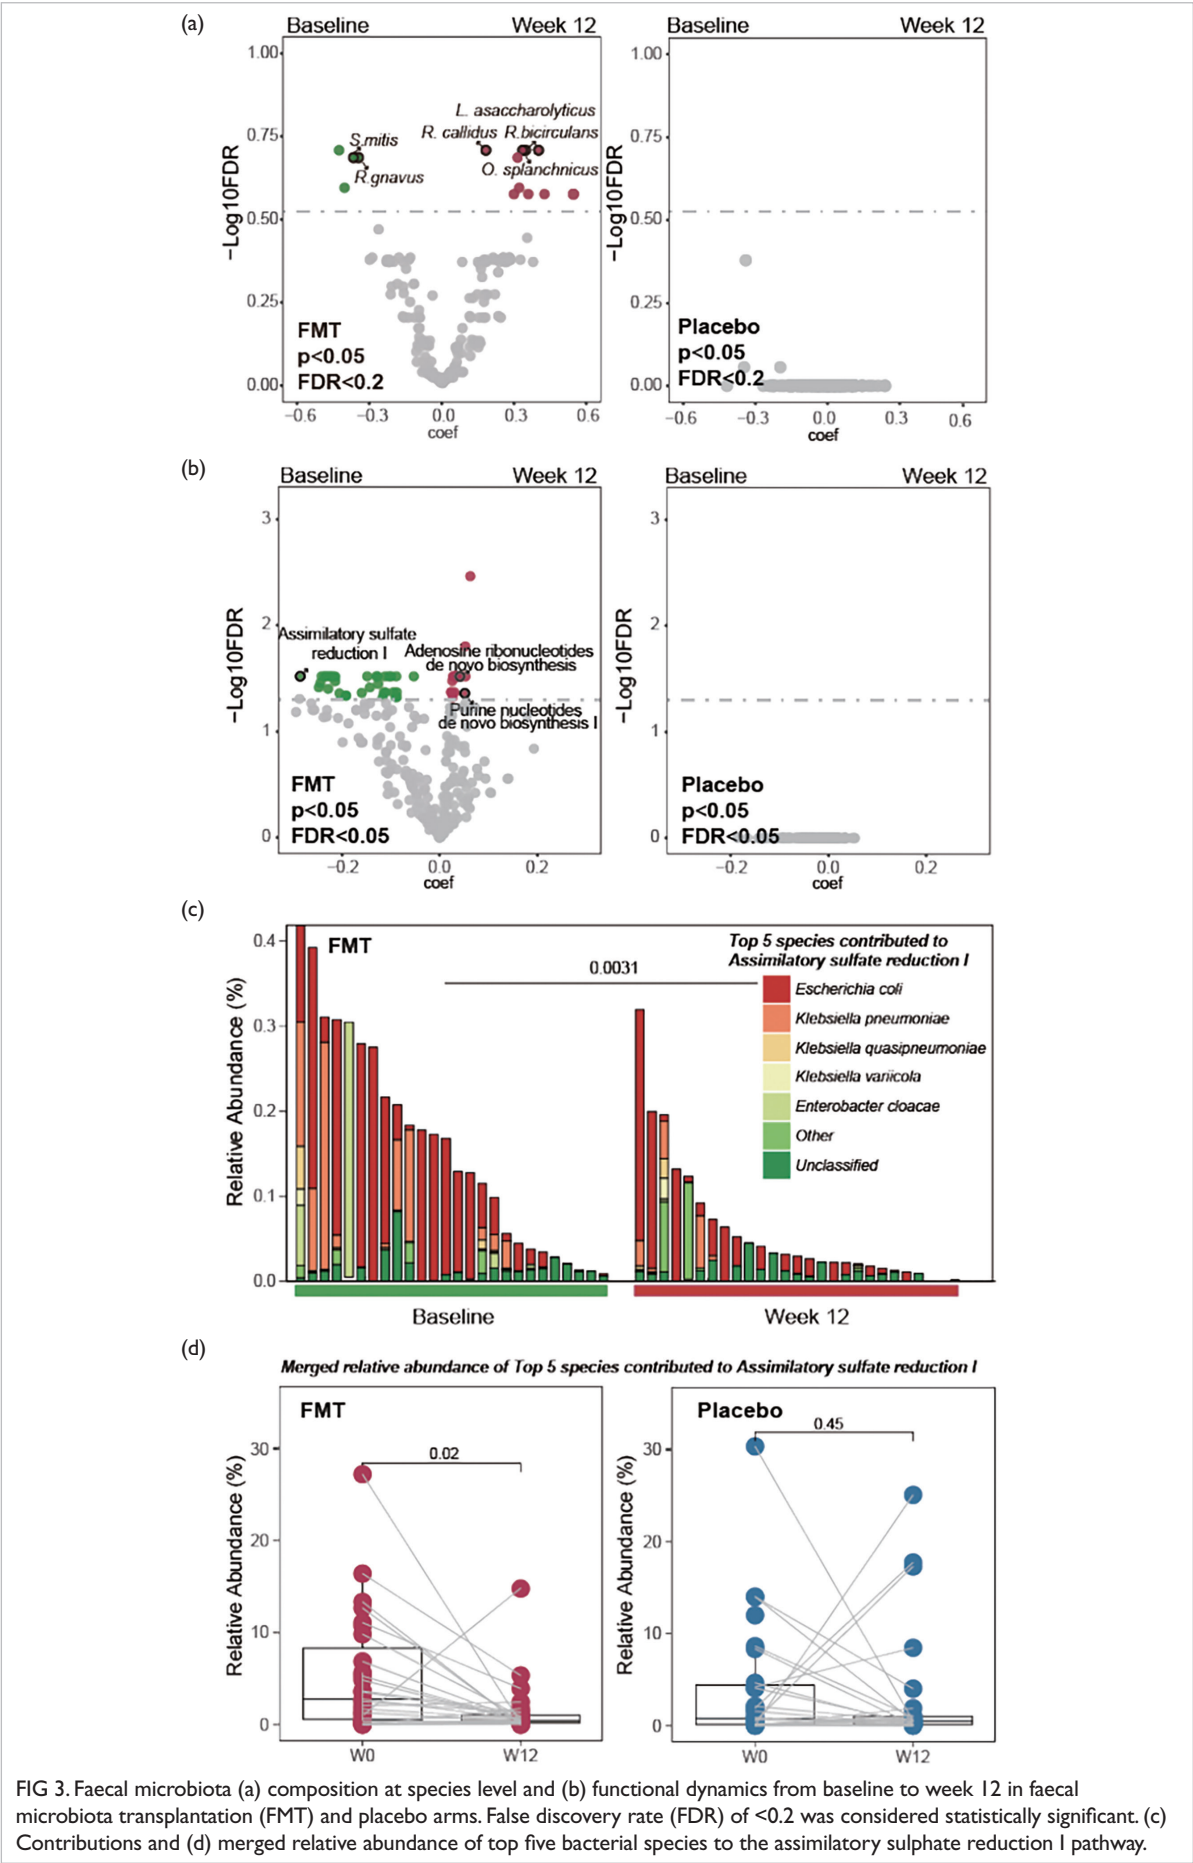 (a)
Baseline Week 12
Baseline Week 12
−Log10FDR
1.00
0.75
0.50
0.25
0.00
L. asaccharolyticus
R. callidus R.bicirculans
S.mitis
O. splanchnicus
R.gnavus
FMT
p<0.05
FDR<0.2
−0.6 −0.3 0.0 0.3 0.6
coef
−Log10FDR
1.00
0.75
0.50
0.25
0.00
Placebo
p<0.05
FDR<0.2
−0.6 −0.3 0.0 0.3 0.6
coef
(b)
Baseline Week 12
Baseline Week 12
−Log10FDR
3
2
1
0
Assimilatory sulfate
reduction I
Adenosine ribonucleotides
de novo biosynthesis
Purine nucleotides
de novo biosynthesis I
FMT
p<0.05
FDR<0.05
−0.2 0.0 0.2
coef
−Log10FDR
3
2
1
0
Placebo
p<0.05
FDR<0.05
−0.2 0.0 0.2
coef
(c)
Relative Abundance (%)
0.4
0.3
0.2
0.1
0.0
FMT
0.0031
Top 5 species contributed to
Assimilatory sulfate reduction I
Escherichia coli
Klebsiella pneumoniae
Klebsiella quasipneumoniae
Klebsiella variicola
Enterobacter cloacae
Other
Unclassified
Baseline Week 12
(d)
Merged relative abundance of Top 5 species contributed to Assimilatory sulfate reduction I
Relative Abundance (%)
30
20
10
0
FMT
0.02
W0 W12
Relative Abundance (%)
30
20
10
0
Placebo
0.45
W0 W12
FIG 3. Faecal microbiota (a) composition at species level and (b) functional dynamics from baseline to week 12 in faecal
microbiota transplantation (FMT) and placebo arms. False discovery rate (FDR) of <0.2 was considered statistically significant. (c)
Contributions and (d) merged relative abundance of top five bacterial species to the assimilatory sulphate reduction I pathway.